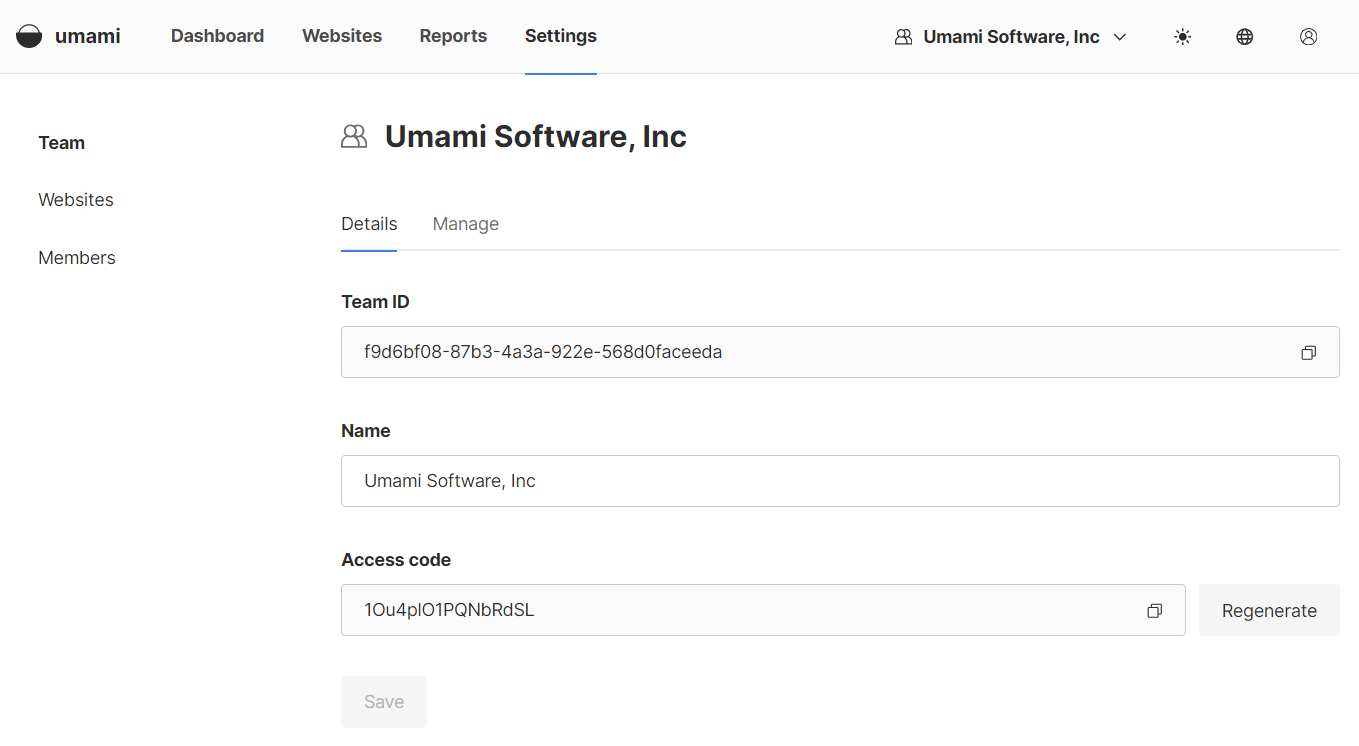 umami Dashboard Websites Reports Settings Umami Software, Inc
Team
Websites
Members
Umami Software, Inc
Details Manage
Team ID
f9d6bf08-87b3-4a3a-922e-568d0faceeda
Name
Umami Software, Inc
Access code
1Ou4plO1PQNbRdSL
Regenerate
Save